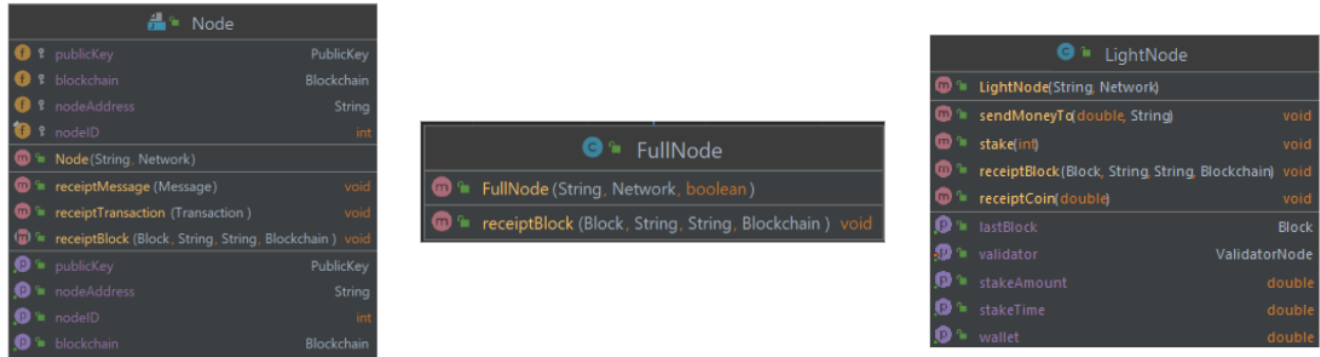 Node
publicKey PublicKey
blockchain Blockchain
nodeAddress String
nodeID int
Node(String, Network)
receiptMessage (Message) void
receiptTransaction (Transaction ) void
receiptBlock (Block, String, String, Blockchain ) void
publicKey PublicKey
nodeAddress String
nodeID int
blockchain Blockchain
FullNode
FullNode (String, Network, boolean )
receiptBlock (Block, String, String, Blockchain ) void
LightNode
LightNode(String, Network)
sendMoneyTo(double, String) void
stake(int) void
receiptBlock(Block, String, String, Blockchain) void
receiptCoin(double) void
lastBlock Block
validator ValidatorNode
stakeAmount double
stakeTime double
wallet double